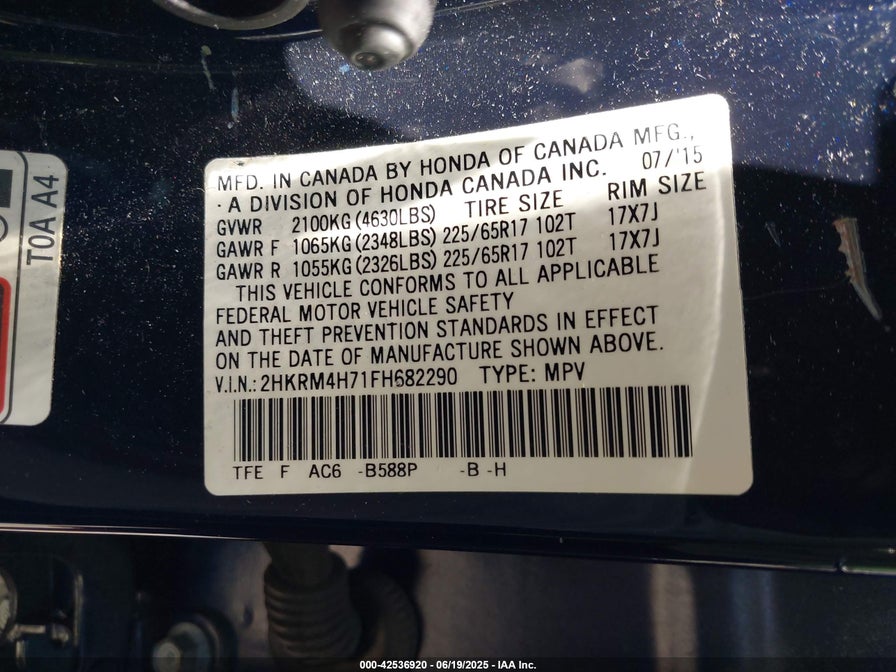 MFD. IN CANADA BY HONDA OF CANADA MFG.,
· A DIVISION OF HONDA CANADA INC. 07/'15
GVWR 2100KG(4630LBS) TIRE SIZE RIM SIZE
GAWR F 1065KG(2348LBS) 225/65R17 102T 17X7J
GAWR R 1055KG(2326LBS) 225/65R17 102T 17X7J
THIS VEHICLE CONFORMS TO ALL APPLICABLE
FEDERAL MOTOR VEHICLE SAFETY
AND THEFT PREVENTION STANDARDS IN EFFECT
ON THE DATE OF MANUFACTURE SHOWN ABOVE.
V.I.N.:2HKRM4H71FH682290 TYPE: MPV
TFE F AC6 -B588P -B -H
T0A A4
000-42536920 - 06/19/2025 - IAA Inc.